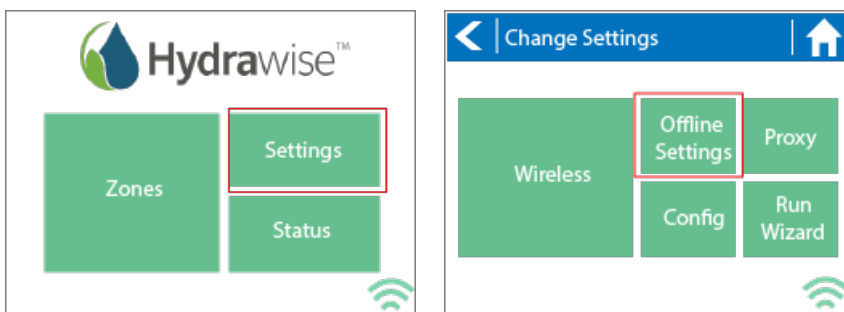 Hydrawise™
Zones
Settings
Status
Change Settings
Wireless
Offline
Settings
Proxy
Config
Run
Wizard